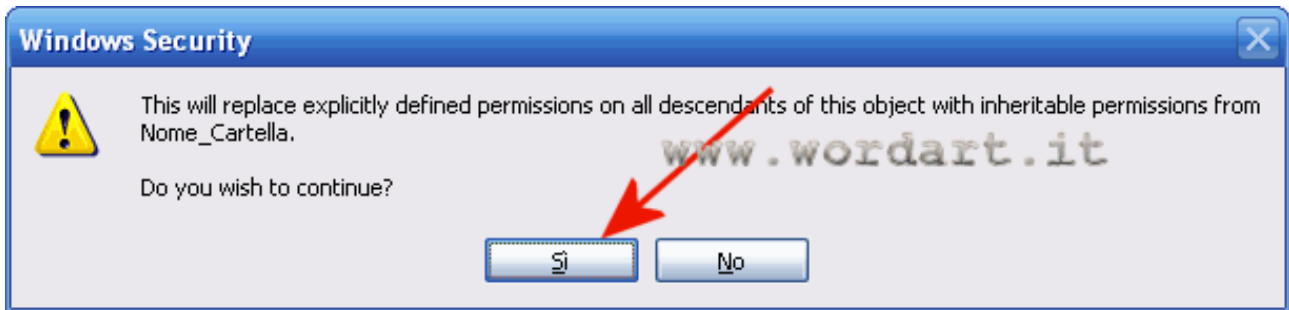 Windows Security
This will replace explicitly defined permissions on all descendants of this object with inheritable permissions from
Nome_Cartella.
www.wordart.it
Do you wish to continue?
Sì
No